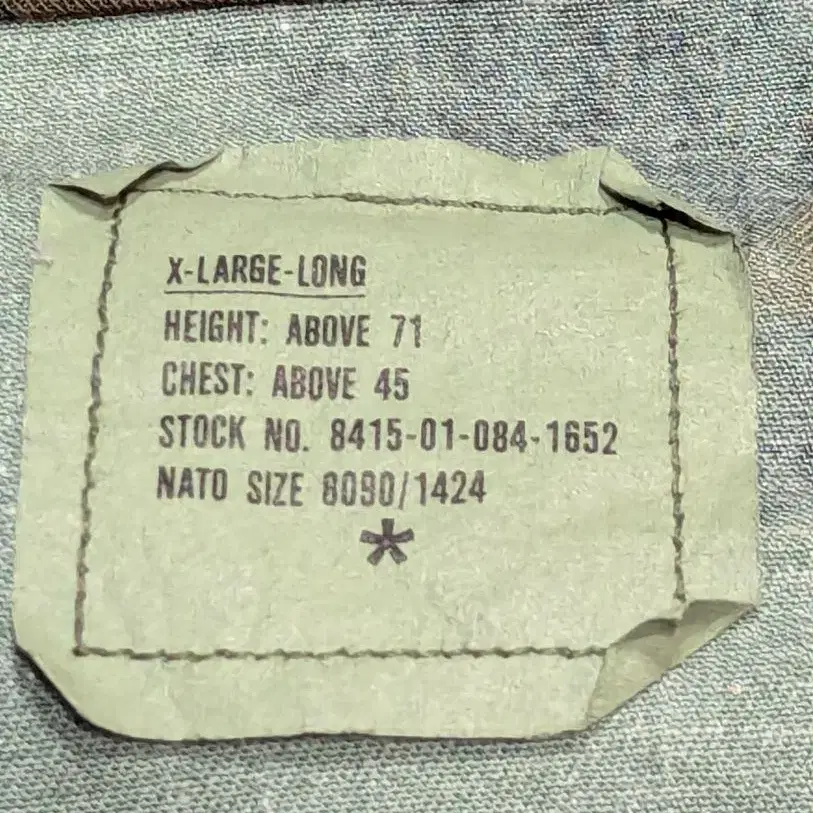 X-LARGE-LONG
HEIGHT: ABOVE 71
CHEST: ABOVE 45
STOCK NO. 8415-01-084-1652
NATO SIZE 8090/1424
*